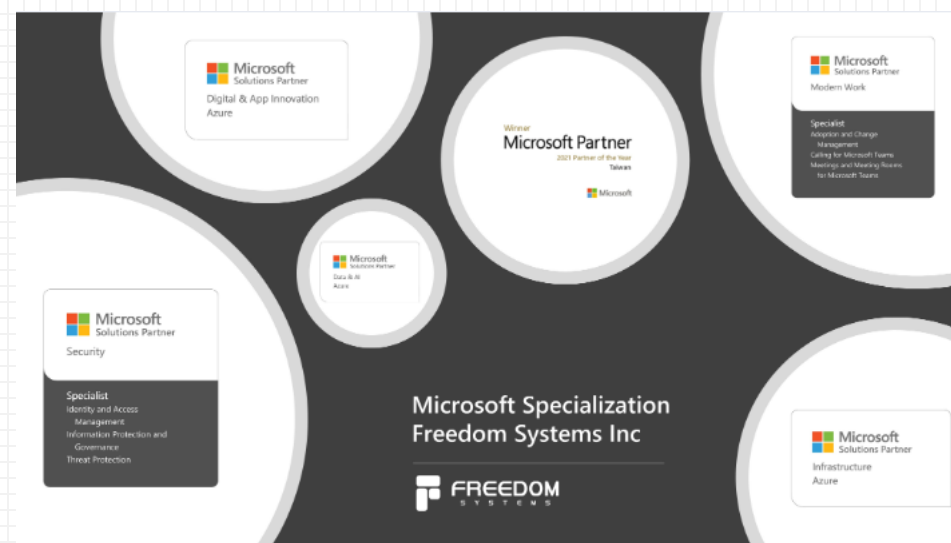 Microsoft
Solutions Partner
Digital & App Innovation
Azure
Winner
Microsoft Partner
2021 Partner of the Year
Taiwan
Microsoft
Microsoft
Solutions Partner
Modern Work
Specialist
Adoption and Change
Management
Calling for Microsoft Teams
Meetings and Meeting Rooms
for Microsoft Teams
Microsoft
Solutions Partner
Data & AI
Azure
Microsoft
Solutions Partner
Security
Specialist
Identity and Access
Management
Information Protection and
Governance
Threat Protection
Microsoft Specialization
Freedom Systems Inc
FREEDOM
SYSTEMS
Microsoft
Solutions Partner
Infrastructure
Azure